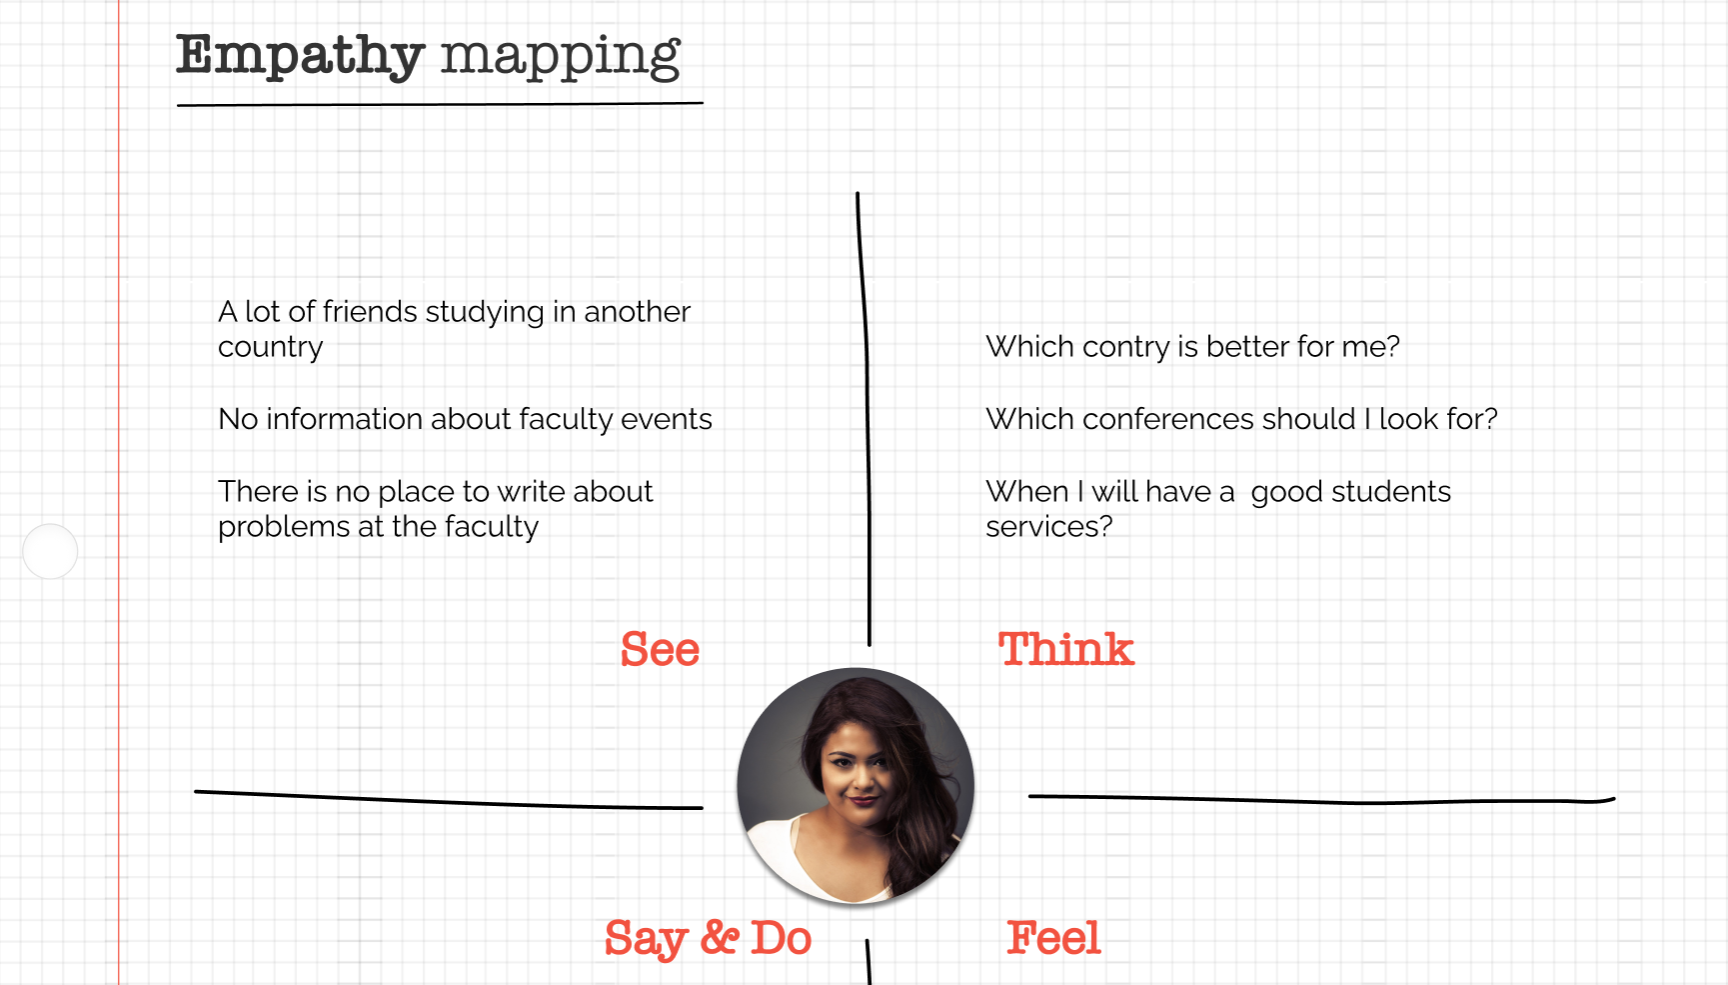 Empathy mapping
A lot of friends studying in another
country
No information about faculty events
There is no place to write about
problems at the faculty
Which contry is better for me?
Which conferences should I look for?
When I will have a  good students
services?
See
Think
Say & Do
Feel